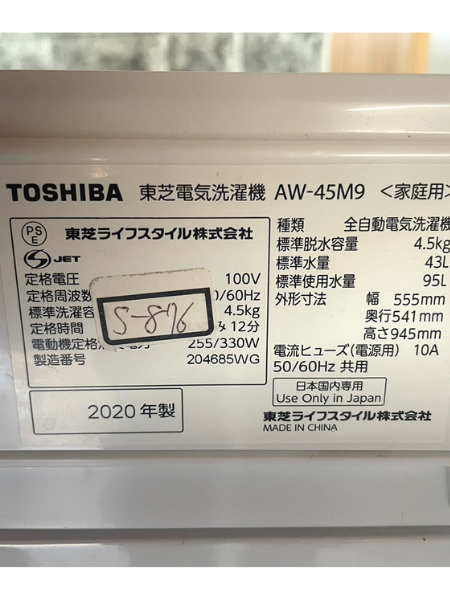 TOSHIBA 東芝電気洗濯機 AW-45M9 <家庭用>
PS
E
東芝ライフスタイル株式会社
S JET
定格電圧 100V
定格周波数 0/60Hz
標準洗濯容 4.5kg
定格時間 み 12分
電動機定格消 電力 255/330W
製造番号 204685WG
S-876
2020 年製
種類 全自動電気洗濯機
標準脱水容量 4.5kg
標準水量 43L
標準使用水量 95L
外形寸法 幅 555mm
奥行541mm
高さ945mm
電流ヒューズ(電源用) 10A
50/60Hz 共用
日本国内専用
Use Only in Japan
東芝ライフスタイル株式会社
MADE IN CHINA